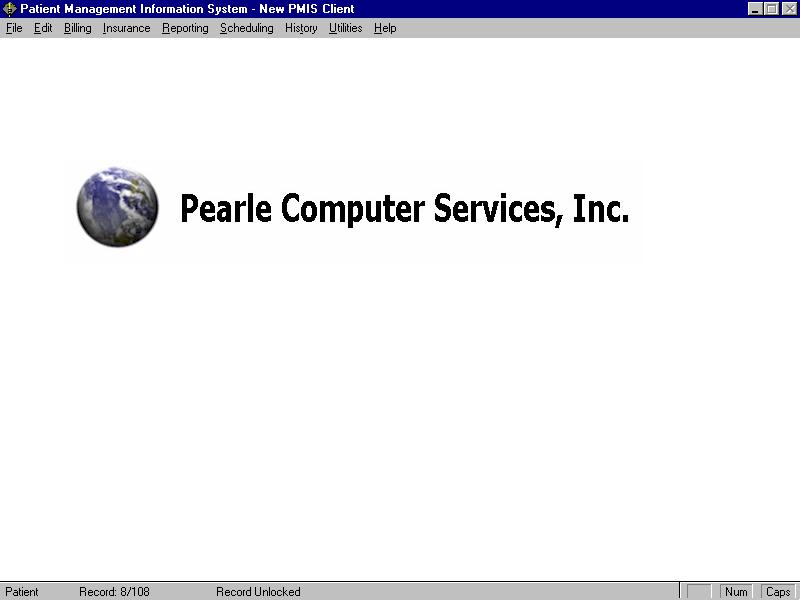 Patient Management Information System - New PMIS Client
File Edit Billing Insurance Reporting Scheduling History Utilities Help
Pearle Computer Services, Inc.
Patient Record: 8/108 Record Unlocked Num Caps